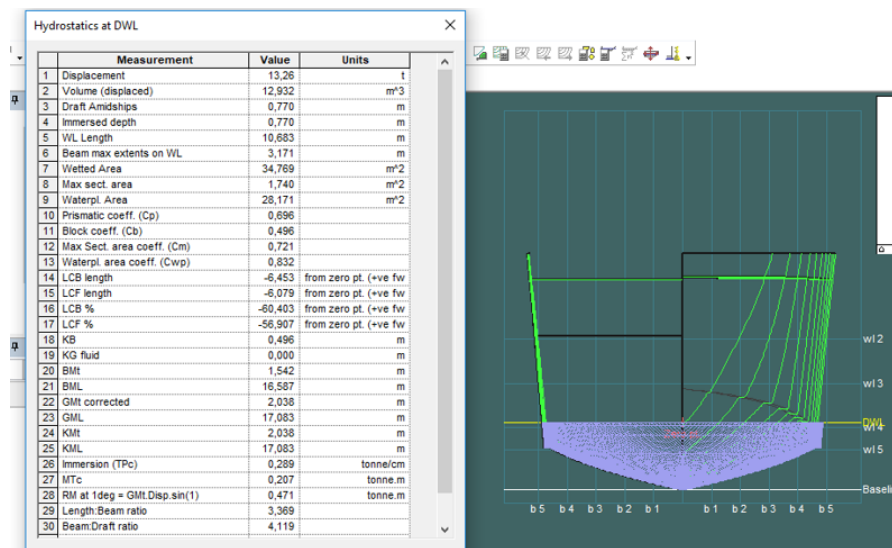 Hydrostatics at DWL
Measurement Value Units
1 Displacement 13,26 t
2 Volume (displaced) 12,932 m^3
3 Draft Amidships 0,770 m
4 Immersed depth 0,770 m
5 WL Length 10,683 m
6 Beam max extents on WL 3,171 m
7 Wetted Area 34,769 m^2
8 Max sect. area 1,740 m^2
9 Waterpl. Area 28,171 m^2
10 Prismatic coeff. (Cp) 0,696
11 Block coeff. (Cb) 0,496
12 Max Sect. area coeff. (Cm) 0,721
13 Waterpl. area coeff. (Cwp) 0,832
14 LCB length -6,453 from zero pt. (+ve fw
15 LCF length -6,079 from zero pt. (+ve fw
16 LCB % -60,403 from zero pt. (+ve fw
17 LCF % -56,907 from zero pt. (+ve fw
18 KB 0,496 m
19 KG fluid 0,000 m
20 BMt 1,542 m
21 BML 16,587 m
22 GMt corrected 2,038 m
23 GML 17,083 m
24 KMt 2,038 m
25 KML 17,083 m
26 Immersion (TPc) 0,289 tonne/cm
27 MTc 0,207 tonne.m
28 RM at 1deg = GMt.Disp.sin(1) 0,471 tonne.m
29 Length:Beam ratio 3,369
30 Beam:Draft ratio 4,119
wl 2
wl 3
DWL
wl 4
wl 5
Baseli
b 5 b 4 b 3 b 2 b 1 b 1 b 2 b 3 b 4 b 5